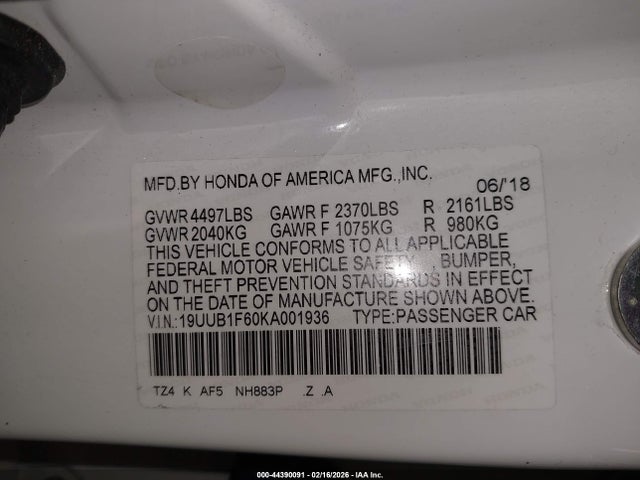 MFD.BY HONDA OF AMERICA MFG.,INC. 06/'18
GVWR 4497LBS GAWR F 2370LBS R 2161LBS
GVWR 2040KG GAWR F 1075KG R 980KG
THIS VEHICLE CONFORMS TO ALL APPLICABLE
FEDERAL MOTOR VEHICLE SAFETY , BUMPER,
AND THEFT PREVENTION STANDARDS IN EFFECT
ON THE DATE OF MANUFACTURE SHOWN ABOVE.
V.I.N.:19UUB1F60KA001936 TYPE:PASSENGER CAR
TZ4 K AF5 NH883P .Z .A
000-44390091 - 02/16/2026 - IAA Inc.